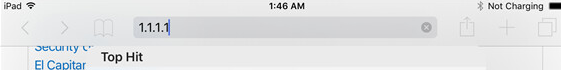 iPad 1:46 AM Not Charging
1.1.1.1
Security
Top Hit
El Capitan